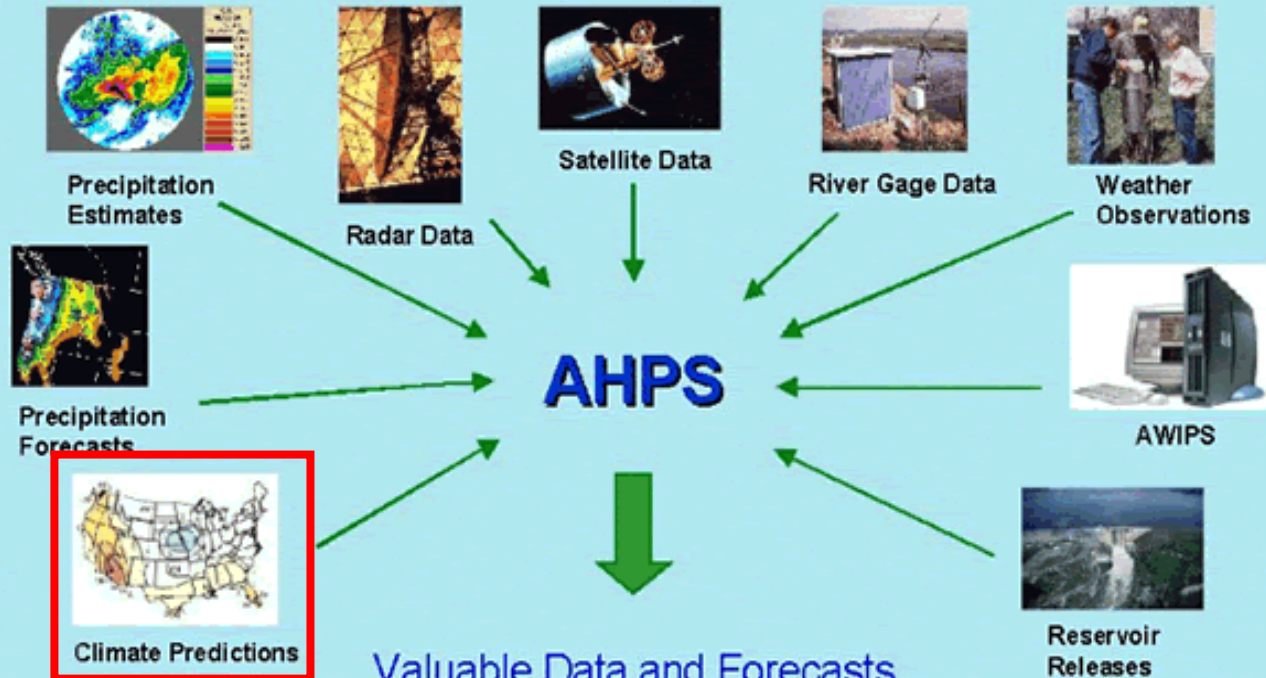 Precipitation
Estimates
Radar Data
Satellite Data
River Gage Data
Weather
Observations
Precipitation
Forecasts
AHPS
AWIPS
Climate Predictions
Reservoir
Releases
Valuable Data and Forecasts